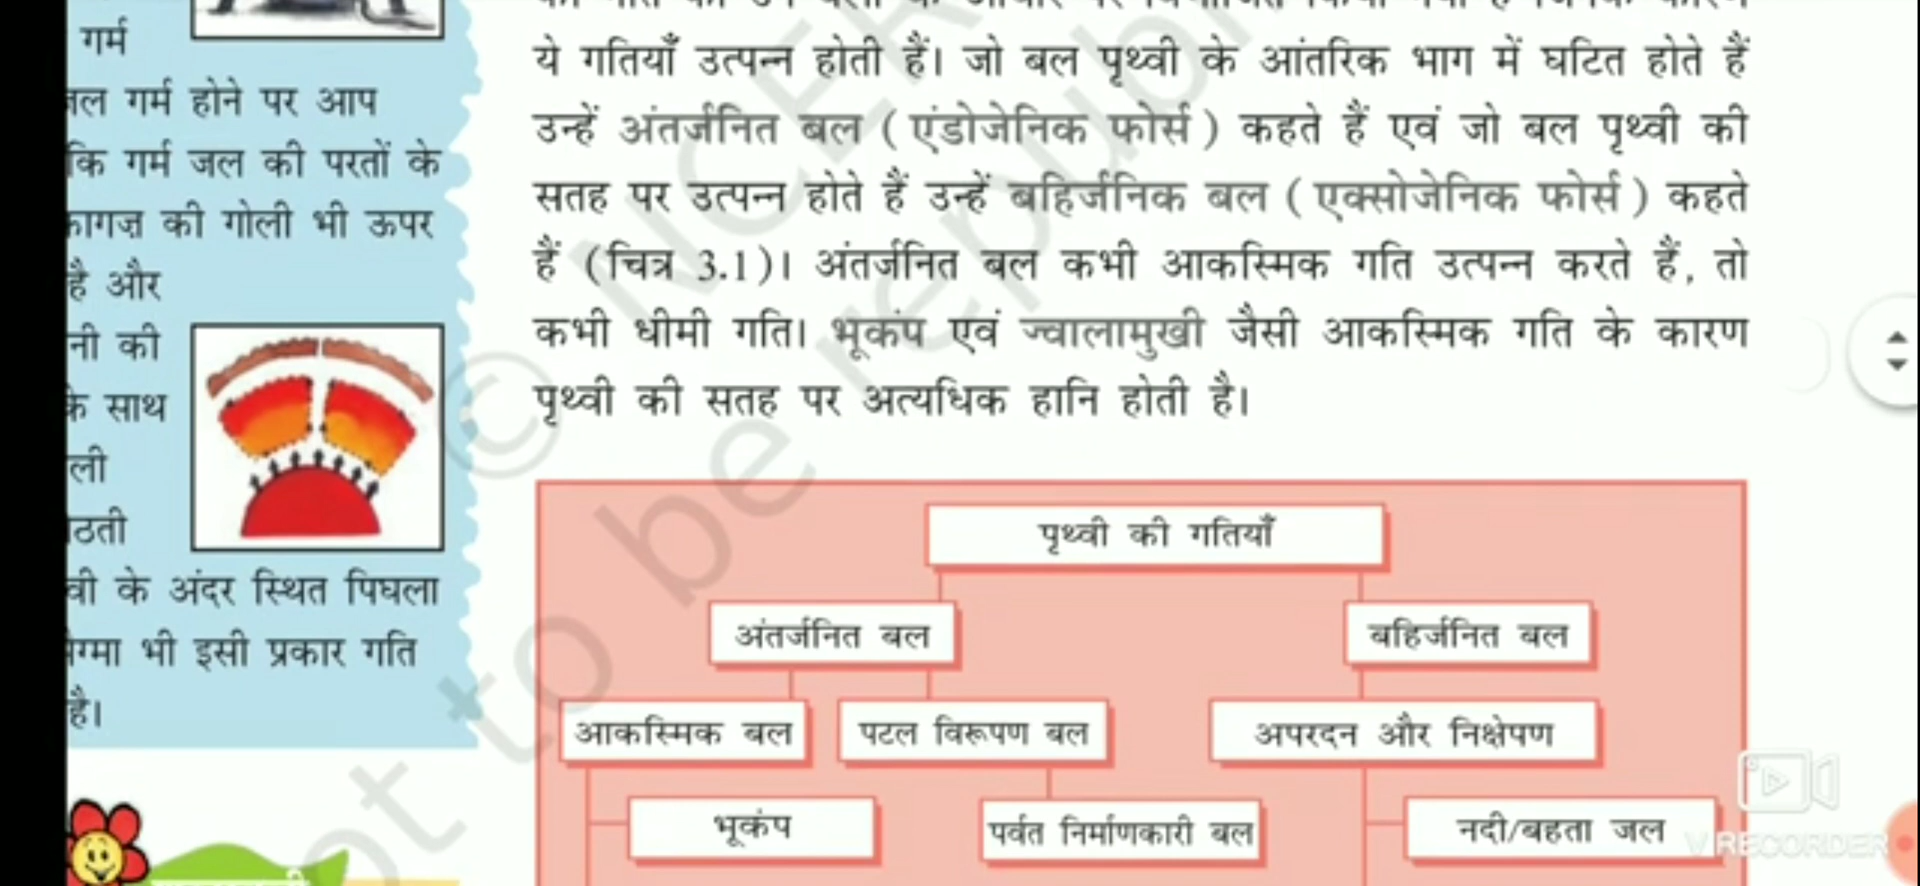 गर्म
गर्म होने पर आप
कि गर्म जल की परतों के
की गोली भी ऊपर
है और
की
के साथ
के अंदर स्थित पिघला
भी इसी प्रकार गति
है।
ये गतियाँ उत्पन्न होती हैं। जो बल पृथ्वी के आंतरिक भाग में घटित होते हैं
उन्हें अंतर्जनित बल (एंडोजेनिक फोर्स) कहते हैं एवं जो बल पृथ्वी की
सतह पर उत्पन्न होते हैं उन्हें बहिर्जनिक बल (एक्सोजेनिक फोर्स) कहते
हैं (चित्र 3.1)। अंतर्जनित बल कभी आकस्मिक गति उत्पन्न करते हैं, तो
कभी धीमी गति। भूकंप एवं ज्वालामुखी जैसी आकस्मिक गति के कारण
पृथ्वी की सतह पर अत्यधिक हानि होती है।
पृथ्वी की गतियाँ
अंतर्जनित बल
बहिर्जनित बल
आकस्मिक बल
पटल विरूपण बल
अपरदन और निक्षेपण
भूकंप
पर्वत निर्माणकारी बल
नदी/बहता जल
to be
VIRECORDER